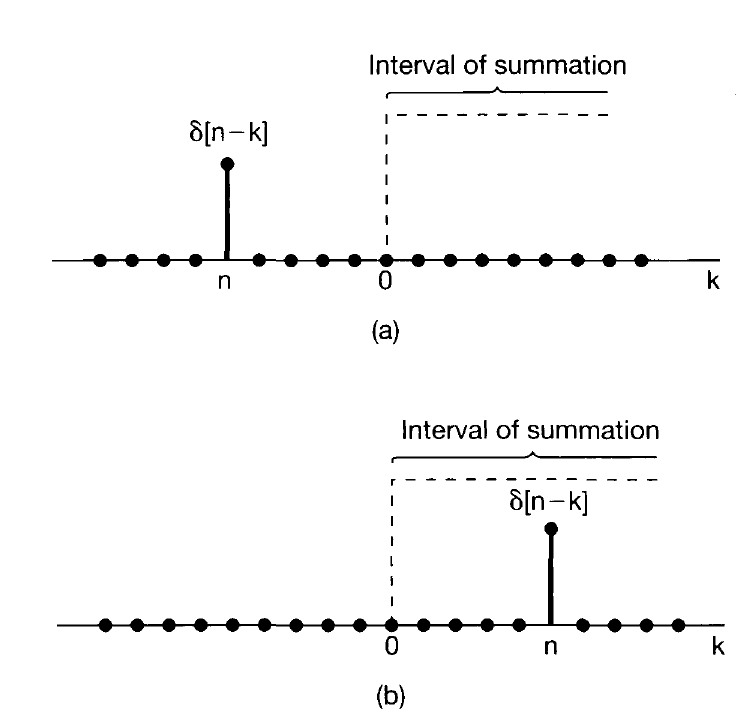 Interval of summation
δ[n−k]
n 0 k
(a)
Interval of summation
δ[n−k]
0 n k
(b)